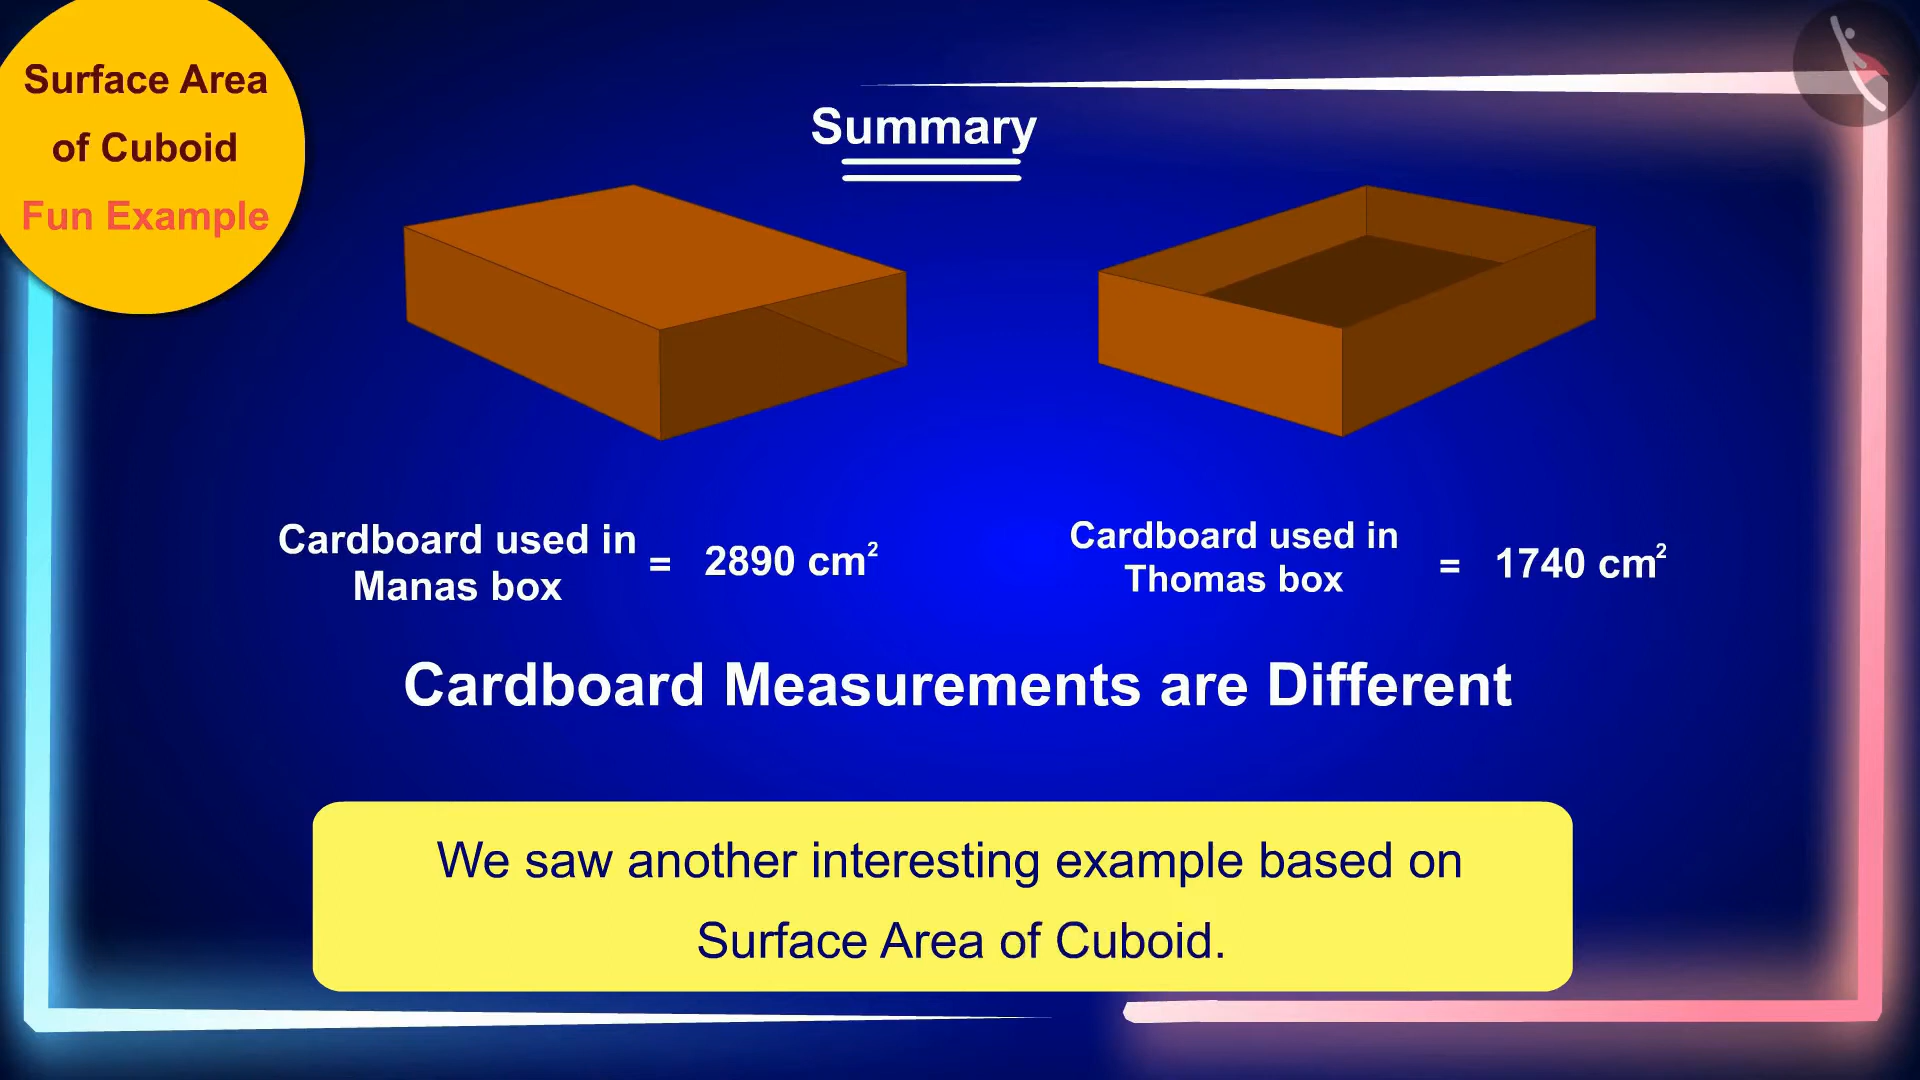 Surface Area
of Cuboid
Fun Example
Summary
Cardboard used in
Manas box
= 2890 cm²
Cardboard used in
Thomas box
= 1740 cm²
Cardboard Measurements are Different
We saw another interesting example based on
Surface Area of Cuboid.